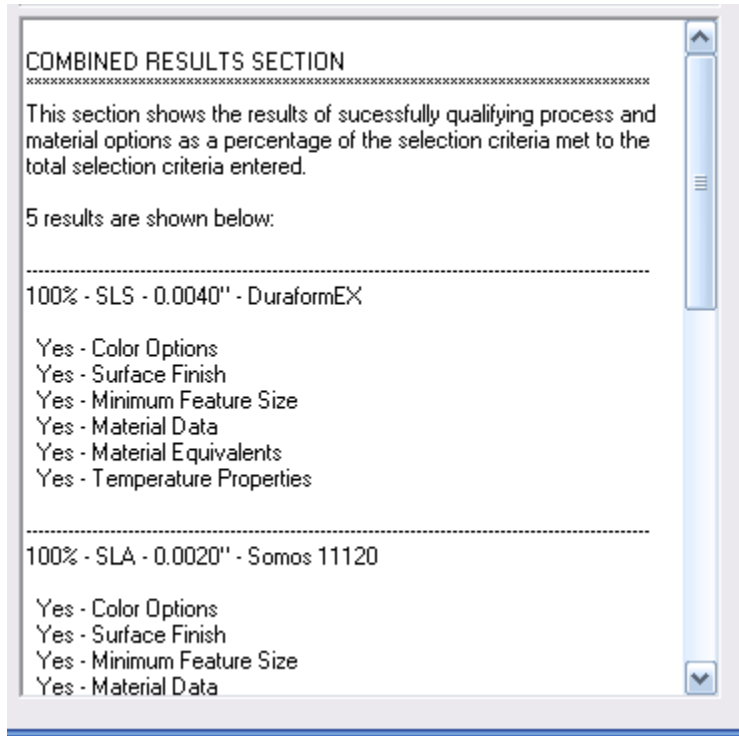 COMBINED RESULTS SECTION
******************************************************************************
This section shows the results of sucessfully qualifying process and
material options as a percentage of the selection criteria met to the
total selection criteria entered.
5 results are shown below:
------------------------------------------------------------------------------
100% - SLS - 0.0040'' - DuraformEX
Yes - Color Options
Yes - Surface Finish
Yes - Minimum Feature Size
Yes - Material Data
Yes - Material Equivalents
Yes - Temperature Properties
------------------------------------------------------------------------------
100% - SLA - 0.0020'' - Somos 11120
Yes - Color Options
Yes - Surface Finish
Yes - Minimum Feature Size
Yes - Material Data